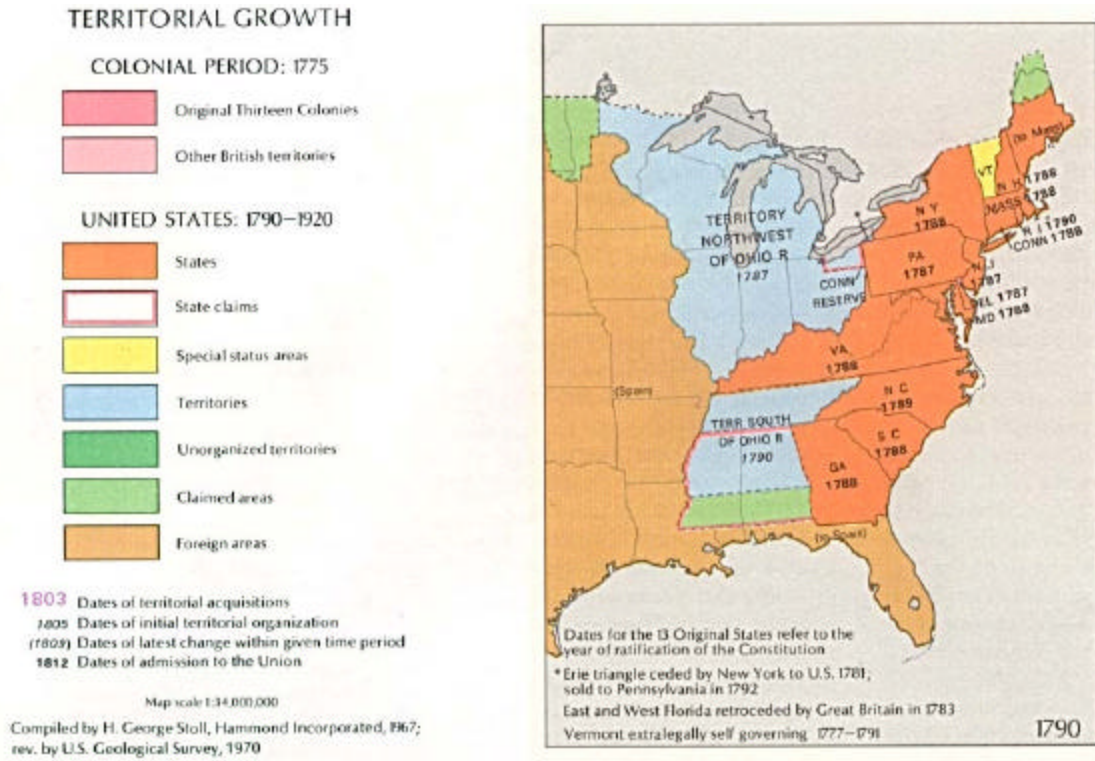 TERRITORIAL GROWTH
COLONIAL PERIOD: 1775
Original Thirteen Colonies
Other British territories
UNITED STATES: 1790–1920
States
State claims
Special status areas
Territories
Unorganized territories
Claimed areas
Foreign areas
1803 Dates of territorial acquisitions
1805 Dates of initial territorial organization
(1809) Dates of latest change within given time period
1812 Dates of admission to the Union
Map scale 1:34,000,000
Compiled by H. George Stoll, Hammond Incorporated, 1967;
rev. by U.S. Geological Survey, 1970
(to Mass)
VT
N H 1788
MASS 1788
N Y
1788
R I 1790
CONN 1788
TERRITORY
NORTHWEST
OF OHIO R
1787
PA
1787
N J
1787
CONN
RESERVE
DEL 1787
MD 1788
VA
1788
(Spain)
N C
1789
TERR SOUTH
OF OHIO R
1790
S C
1788
GA
1788
(to Spain)
Dates for the 13 Original States refer to the
year of ratification of the Constitution
*Erie triangle ceded by New York to U.S. 1781;
sold to Pennsylvania in 1792
East and West Florida retroceded by Great Britain in 1783
Vermont extralegally self governing 1777–1791
1790